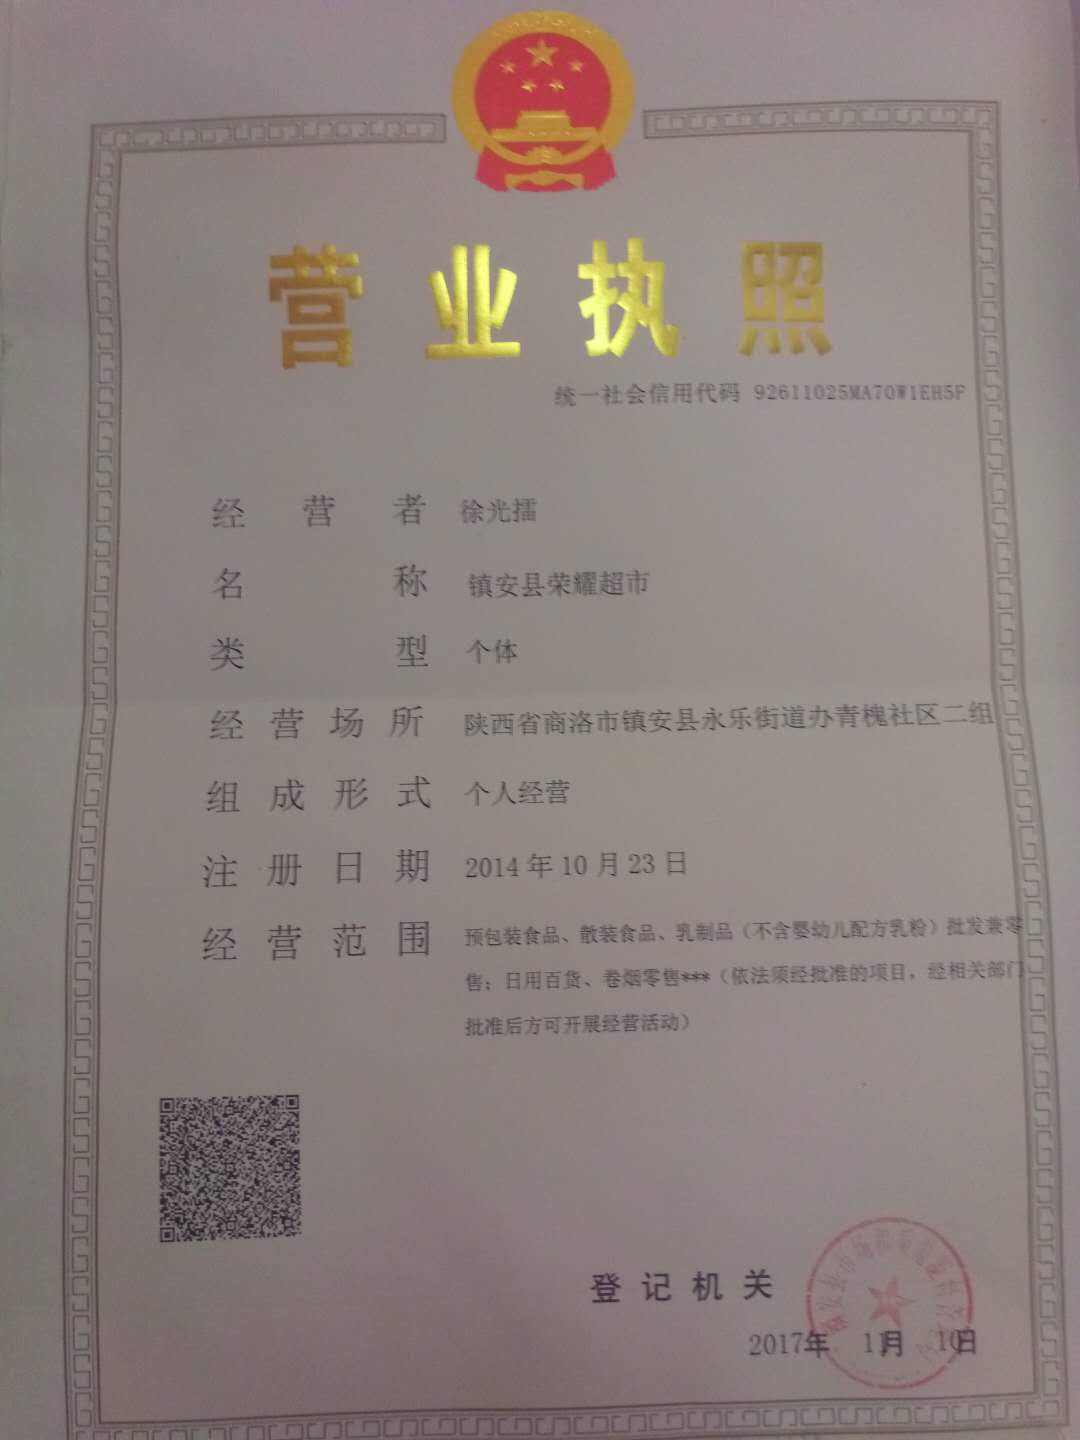 营业执照
统一社会信用代码 92611025MA70W1EH5F
经营者 徐光擂
名称 镇安县荣耀超市
类型 个体
经营场所 陕西省商洛市镇安县永乐街道办青槐社区二组
组成形式 个人经营
注册日期 2014年10月23日
经营范围 预包装食品、散装食品、乳制品（不含婴幼儿配方乳粉）批发兼零
售；日用百货、卷烟零售***（依法须经批准的项目，经相关部门
批准后方可开展经营活动）
登记机关
2017年 1月 10日